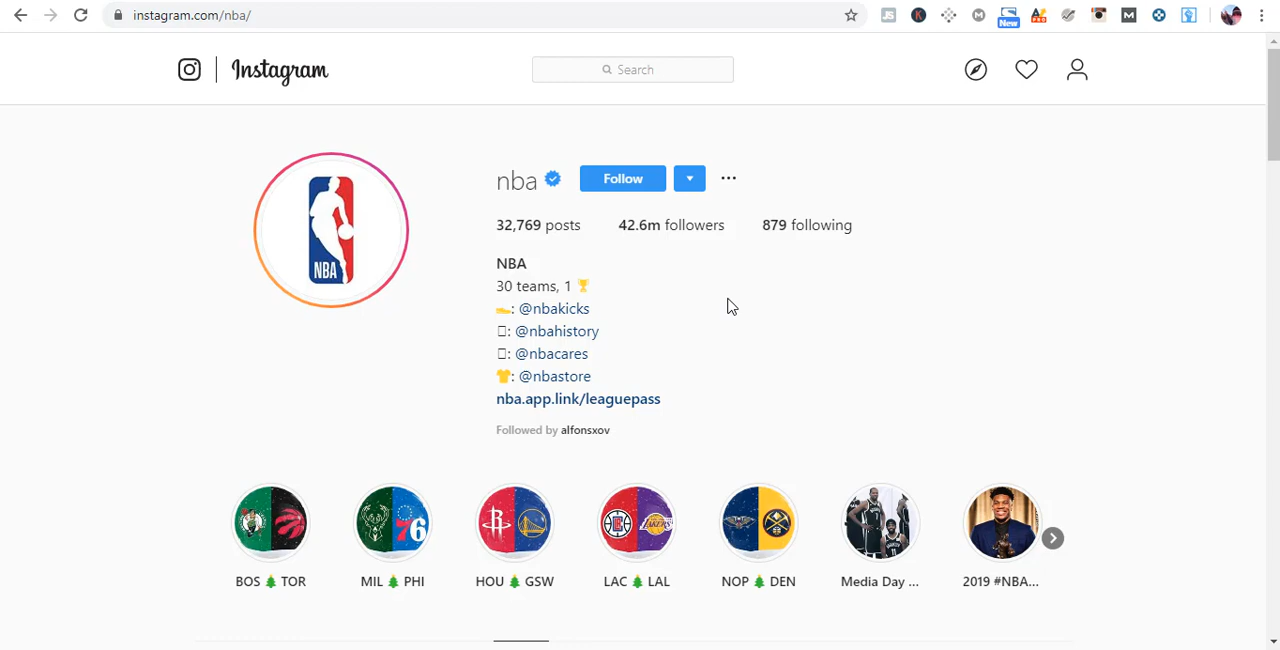 instagram.com/nba/
New
Instagram
Search
nba Follow
32,769 posts 42.6m followers 879 following
NBA
NBA
30 teams, 1 🏆
🫴: @nbakicks
▯: @nbahistory
▯: @nbacares
👕: @nbastore
nba.app.link/leaguepass
Followed by alfonsxov
BOS 🌲 TOR MIL 🌲 PHI HOU 🌲 GSW LAC 🌲 LAL NOP 🌲 DEN Media Day ... 2019 #NBA...